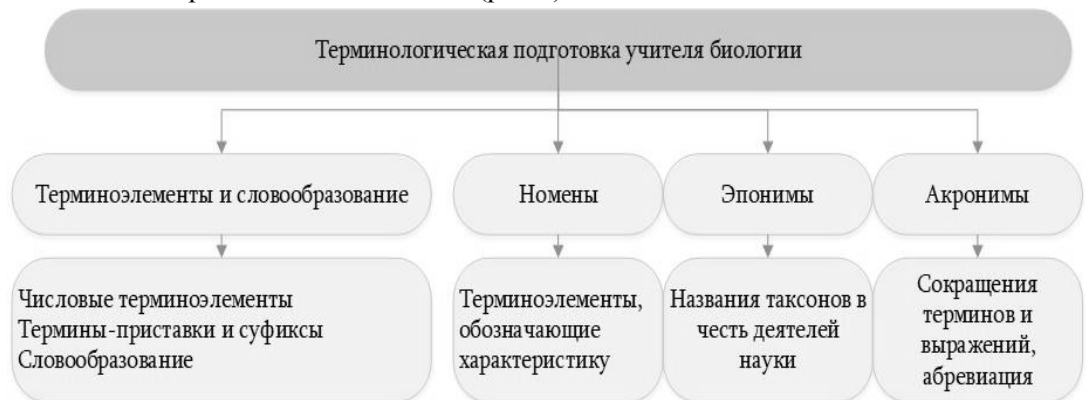 Терминологическая подготовка учителя биологии
Терминоэлементы и словообразование
Номены
Эпонимы
Акронимы
Числовые терминоэлементы
Термины-приставки и суфиксы
Словообразование
Терминоэлементы,
обозначающие
характеристику
Названия таксонов в
честь деятелей
науки
Сокращения
терминов и
выражений,
абревиация